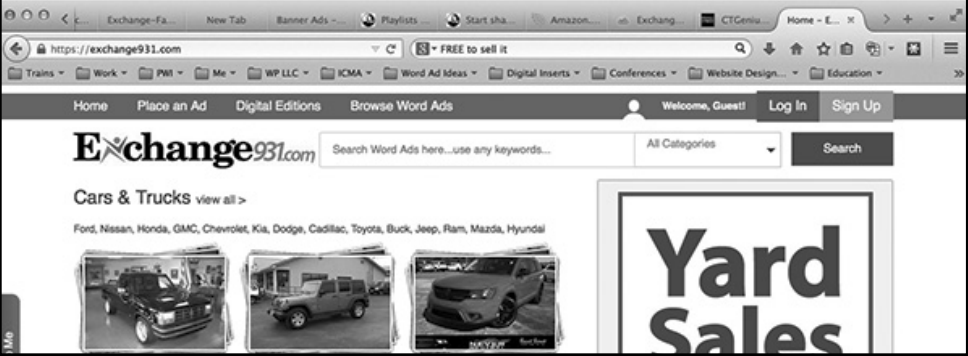 Exchange-Fa... New Tab Banner Ads -... Playlists ... Start sha... Amazon.... Exchang... CTGeniu... Home - E... ×
https://exchange931.com FREE to sell it
Trains Work PWI Me WP LLC ICMA Word Ad Ideas Digital Inserts Conferences Website Design... Education
Home Place an Ad Digital Editions Browse Word Ads Welcome, Guest! Log In Sign Up
Exchange931.com Search Word Ads here...use any keywords... All Categories Search
Cars & Trucks view all >
Ford, Nissan, Honda, GMC, Chevrolet, Kia, Dodge, Cadillac, Toyota, Buck, Jeep, Ram, Mazda, Hyundai
Yard
Sales
Me